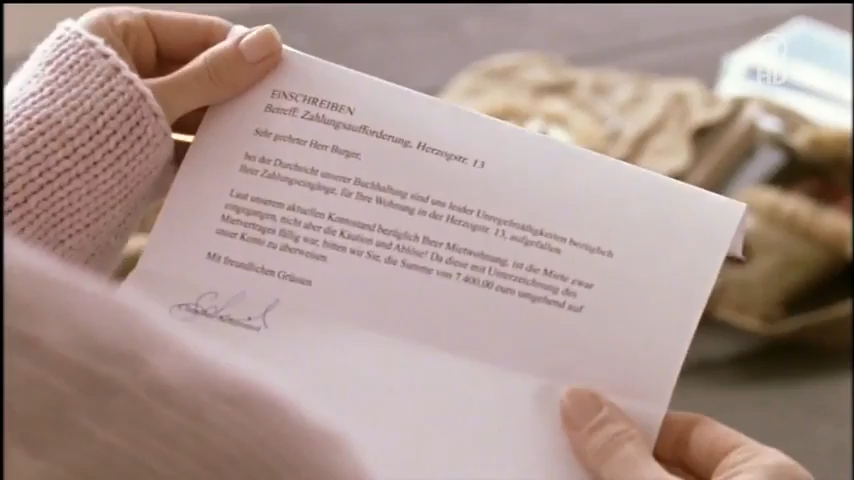 EINSCHREIBEN
Betreff: Zahlungsaufforderung, Herzogstr. 13
Sehr geehrter Herr Burger,
bei der Durchsicht unserer Buchhaltung sind uns leider Unregelmäßigkeiten bezüglich
Ihrer Zahlungseingänge, für Ihre Wohnung in der Herzogstr. 13, aufgefallen
Laut unserem aktuellen Kontostand bezüglich Ihrer Mietwohnung, ist die Miete zwar
eingegangen, nicht aber die Kaution und Ablöse! Da diese mit Unterzeichnung des
Mietvertrages fällig war, bitten wir Sie, die Summe von 7.400,00 euro umgehend auf
unser Konto zu überweisen.
Mit freundlichen Grüssen
HD